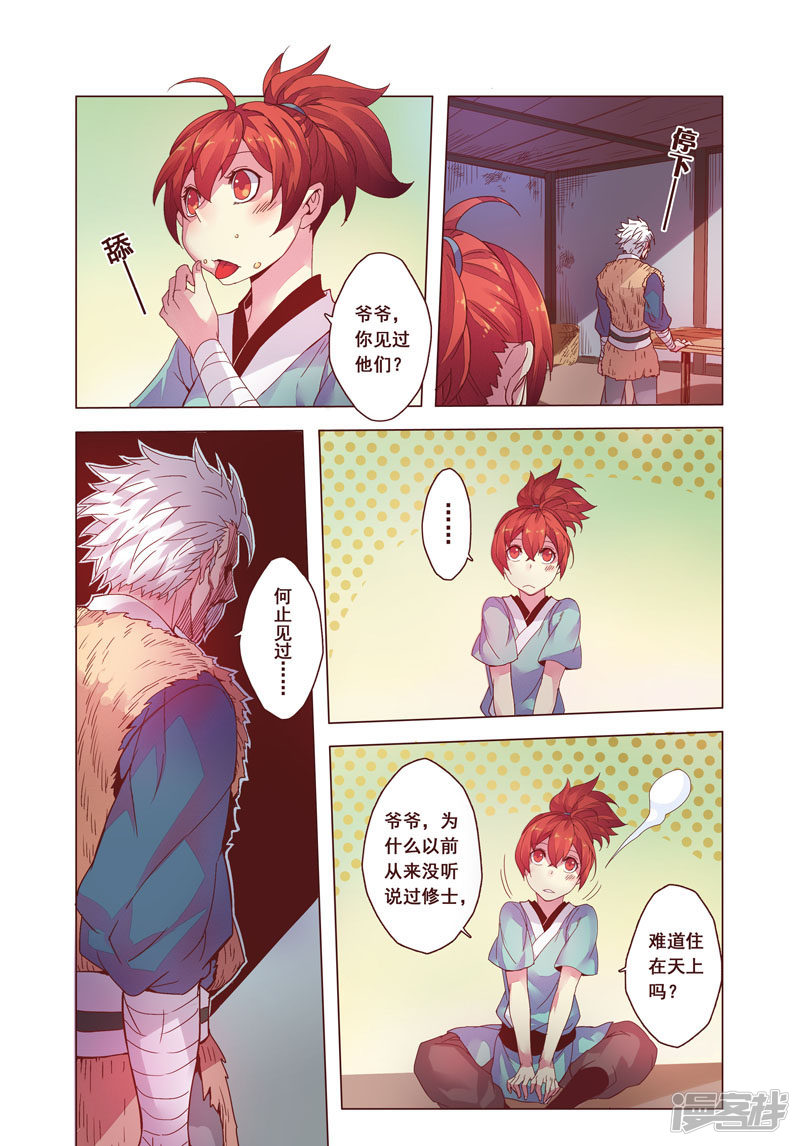 舔——
爷爷，
你见过
他们？
停下——
何止见过……
……
爷爷，为
什么以前
从来没听
说过修士，
难道住
在天上
吗？
漫客栈